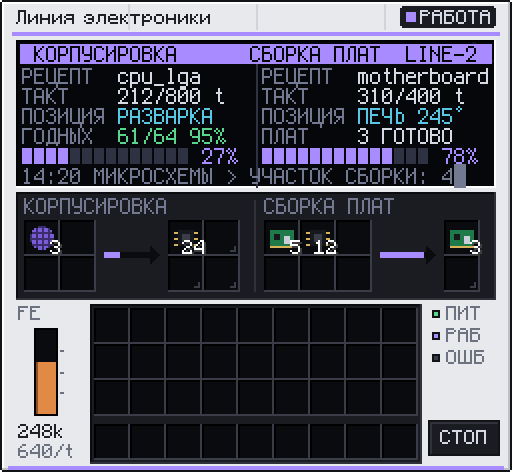 Линия электроники
РАБОТА
КОРПУСИРОВКА СБОРКА ПЛАТ LINE-2
РЕЦЕПТ cpu_lga РЕЦЕПТ motherboard
ТАКТ 212/800 t ТАКТ 310/400 t
ПОЗИЦИЯ РАЗВАРКА ПОЗИЦИЯ ПЕЧЬ 245°
ГОДНЫХ 61/64 95% ПЛАТ 3 ГОТОВО
27% 78%
14:20 МИКРОСХЕМЫ > УЧАСТОК СБОРКИ: 4
КОРПУСИРОВКА СБОРКА ПЛАТ
3 24 5 12 3
FE
ПИТ
РАБ
ОШБ
248k
640/t
СТОП